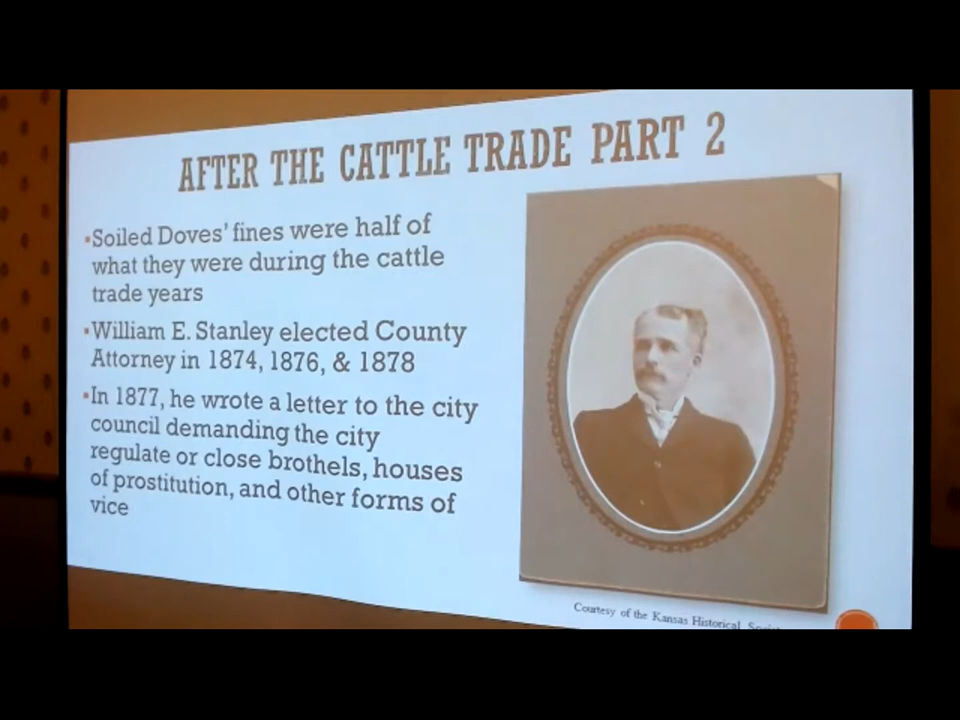 AFTER THE CATTLE TRADE PART 2
▪Soiled Doves' fines were half of
what they were during the cattle
trade years
▪William E. Stanley elected County
Attorney in 1874, 1876, & 1878
▪In 1877, he wrote a letter to the city
council demanding the city
regulate or close brothels, houses
of prostitution, and other forms of
vice
Courtesy of the Kansas Historical